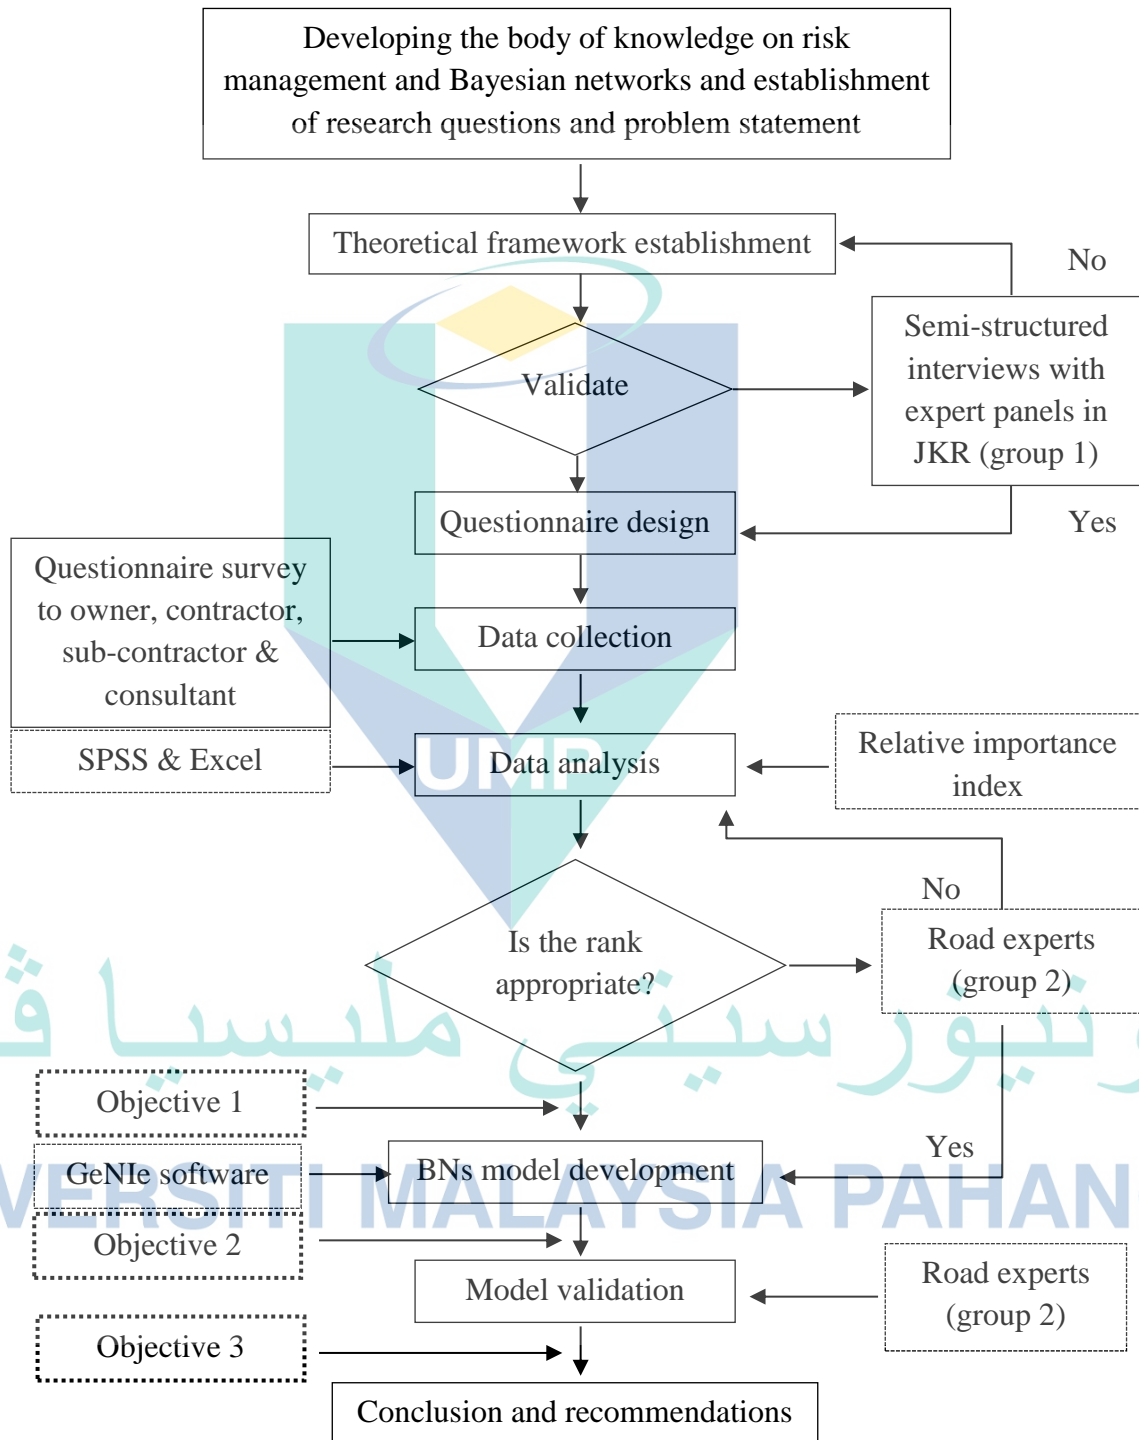 Developing the body of knowledge on risk
management and Bayesian networks and establishment
of research questions and problem statement
Theoretical framework establishment
No
Semi-structured
interviews with
expert panels in
JKR (group 1)
Validate
Yes
Questionnaire design
Questionnaire survey
to owner, contractor,
sub-contractor &
consultant
Data collection
SPSS & Excel
UMP
Data analysis
Relative importance
index
No
Is the rank
appropriate?
Road experts
(group 2)
ونيۏرسيتي مليسيا ڤ
Objective 1
Yes
GeNIe software
BNs model development
VERSITI MALAYSIA PAHAN
Objective 2
Model validation
Road experts
(group 2)
Objective 3
Conclusion and recommendations